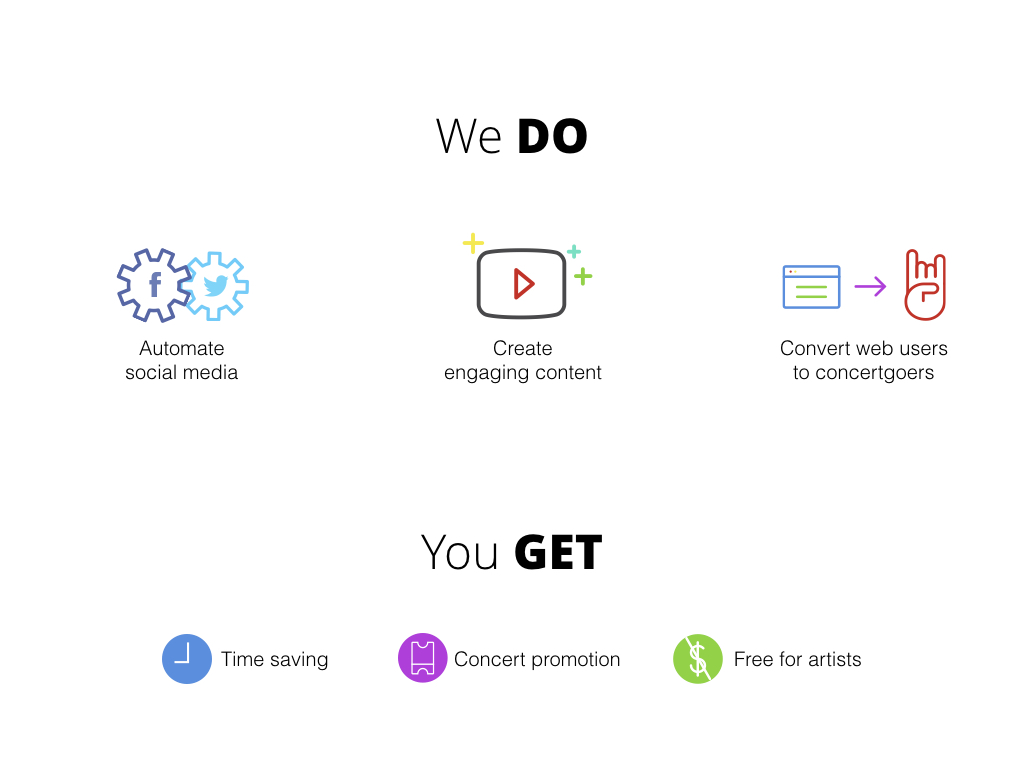 We DO
Automate
social media
Create
engaging content
Convert web users
to concertgoers
You GET
Time saving
Concert promotion
Free for artists